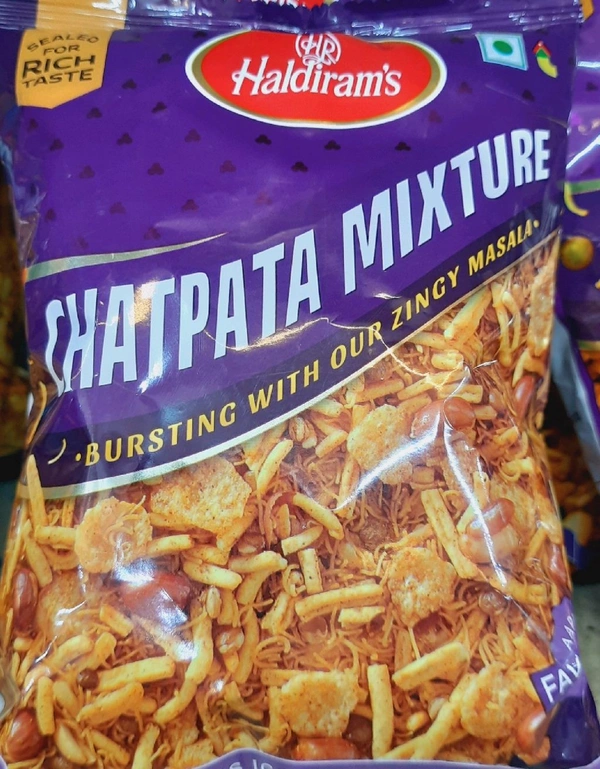 SEALED
FOR
RICH
TASTE
HR
Haldiram's
CHATPATA MIXTURE
•BURSTING WITH OUR ZINGY MASALA•